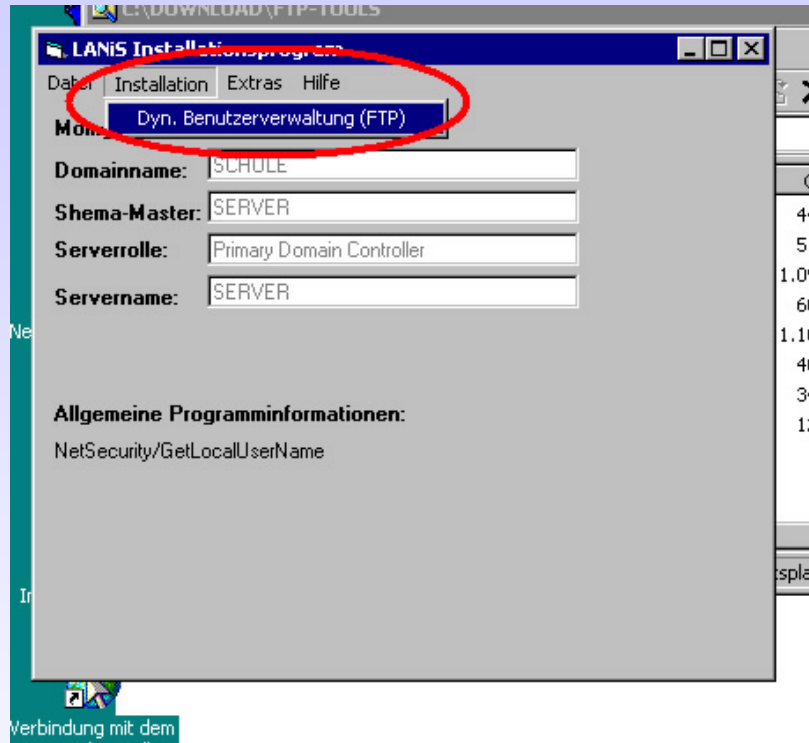 C:\DOWNLOAD\FTP-TOOLS
LANiS Installationsprogram
Datei Installation Extras Hilfe
Dyn. Benutzerverwaltung (FTP)
Domainname: SCHULE
Shema-Master: SERVER
Serverrolle: Primary Domain Controller
Servername: SERVER
Allgemeine Programminformationen:
NetSecurity/GetLocalUserName
Verbindung mit dem